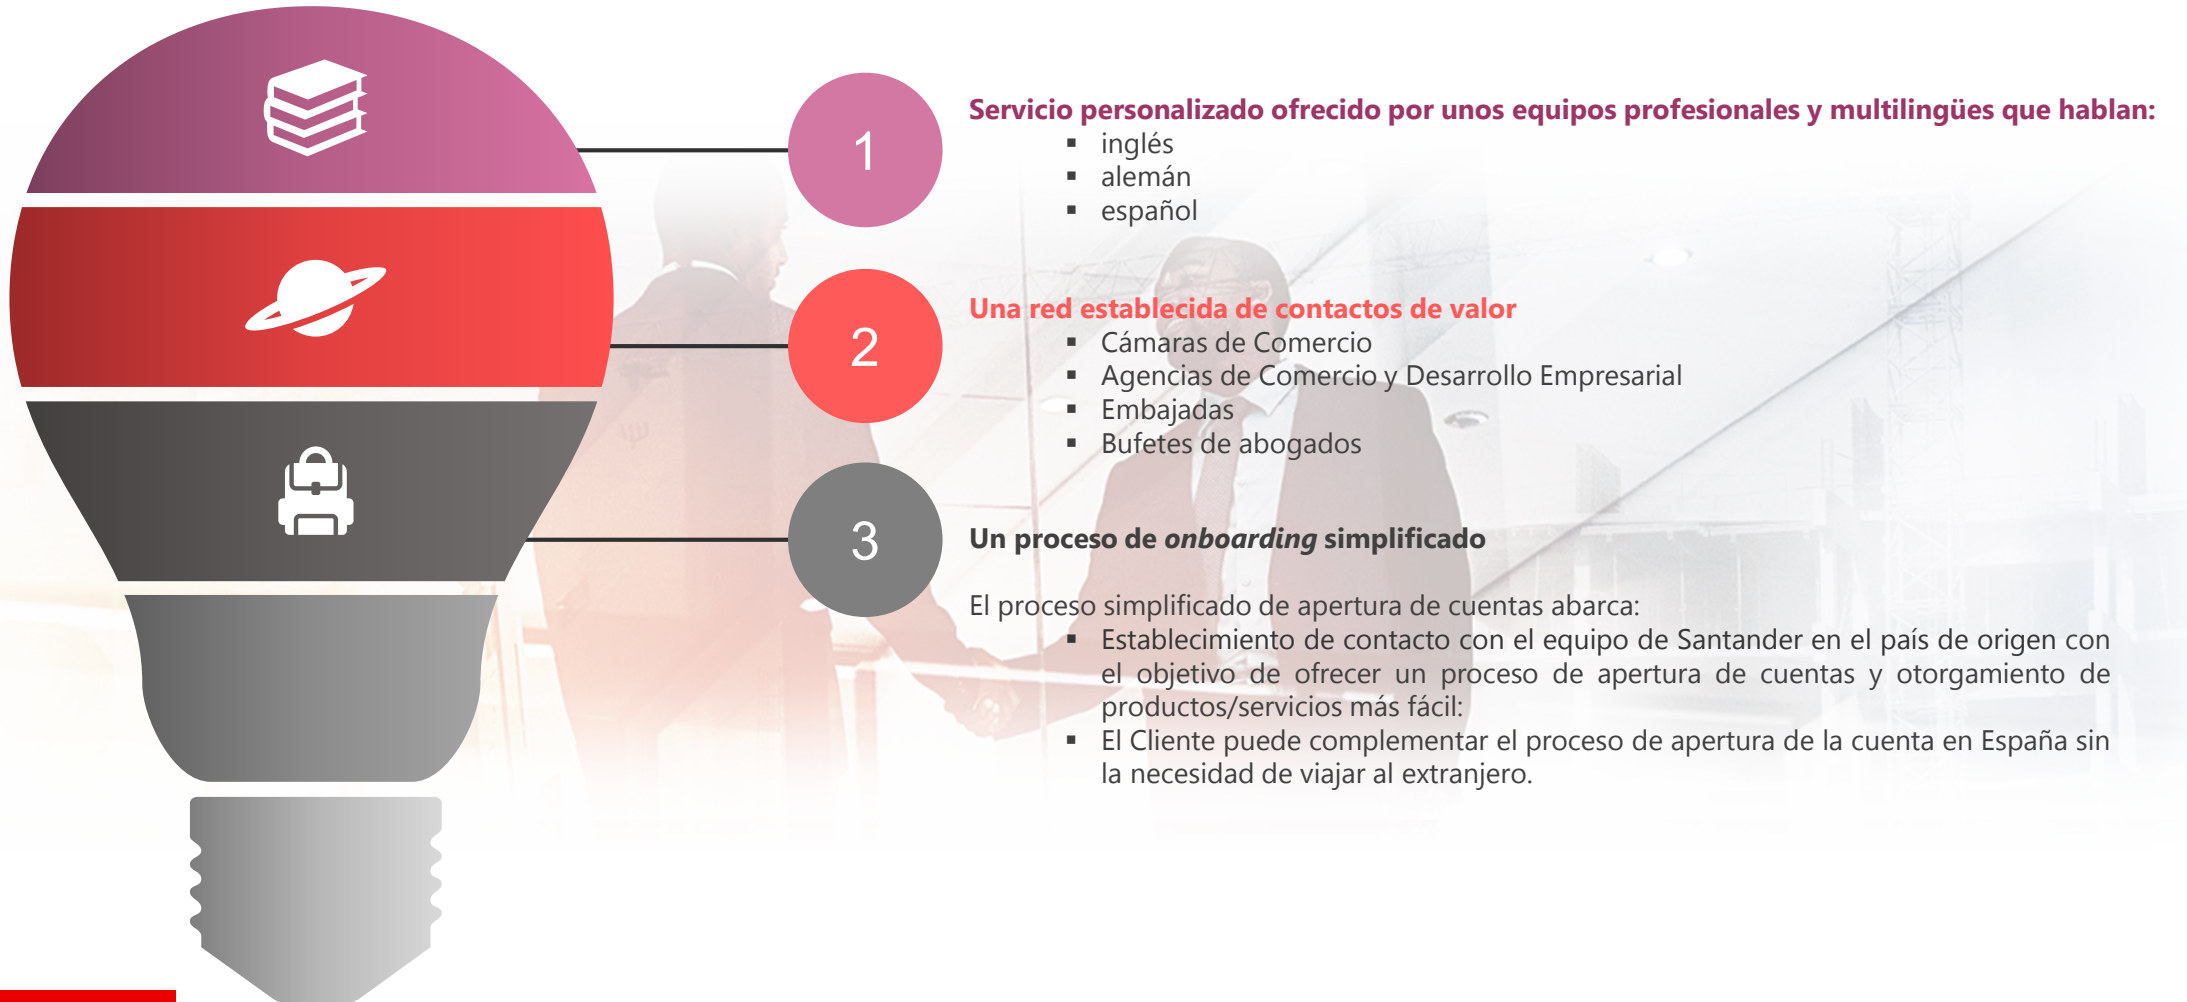 1
Servicio personalizado ofrecido por unos equipos profesionales y multilingües que hablan:
▪ inglés
▪ alemán
▪ español
2
Una red establecida de contactos de valor
▪ Cámaras de Comercio
▪ Agencias de Comercio y Desarrollo Empresarial
▪ Embajadas
▪ Bufetes de abogados
3
Un proceso de onboarding simplificado
El proceso simplificado de apertura de cuentas abarca:
▪ Establecimiento de contacto con el equipo de Santander en el país de origen con
el objetivo de ofrecer un proceso de apertura de cuentas y otorgamiento de
productos/servicios más fácil:
▪ El Cliente puede complementar el proceso de apertura de la cuenta en España sin
la necesidad de viajar al extranjero.